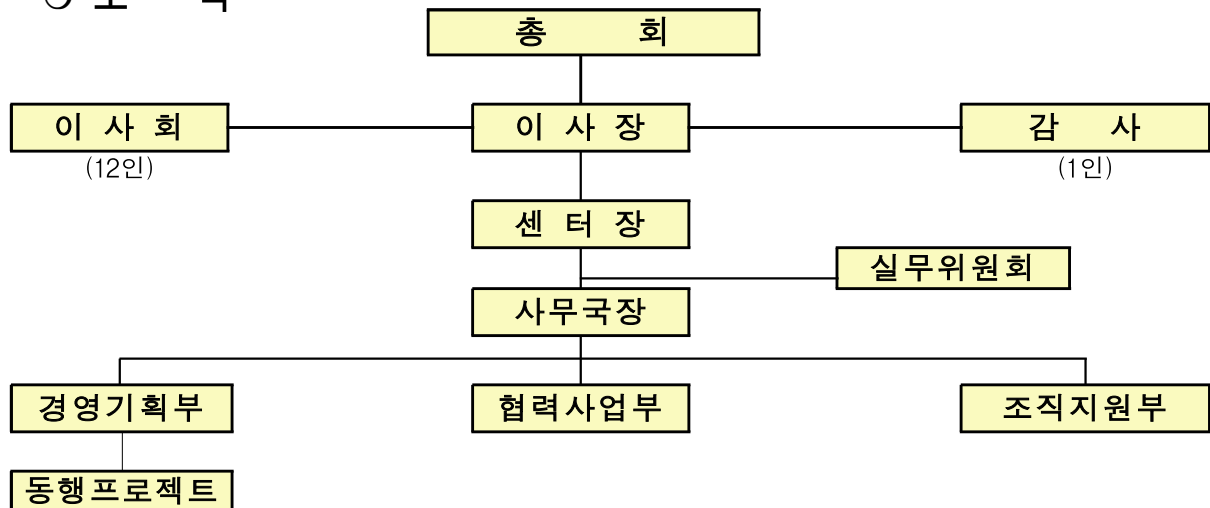 총 회
이 사 회
이 사 장
감 사
(12인)
(1인)
센 터 장
실무위원회
사무국장
경영기획부
협력사업부
조직지원부
동행프로젝트